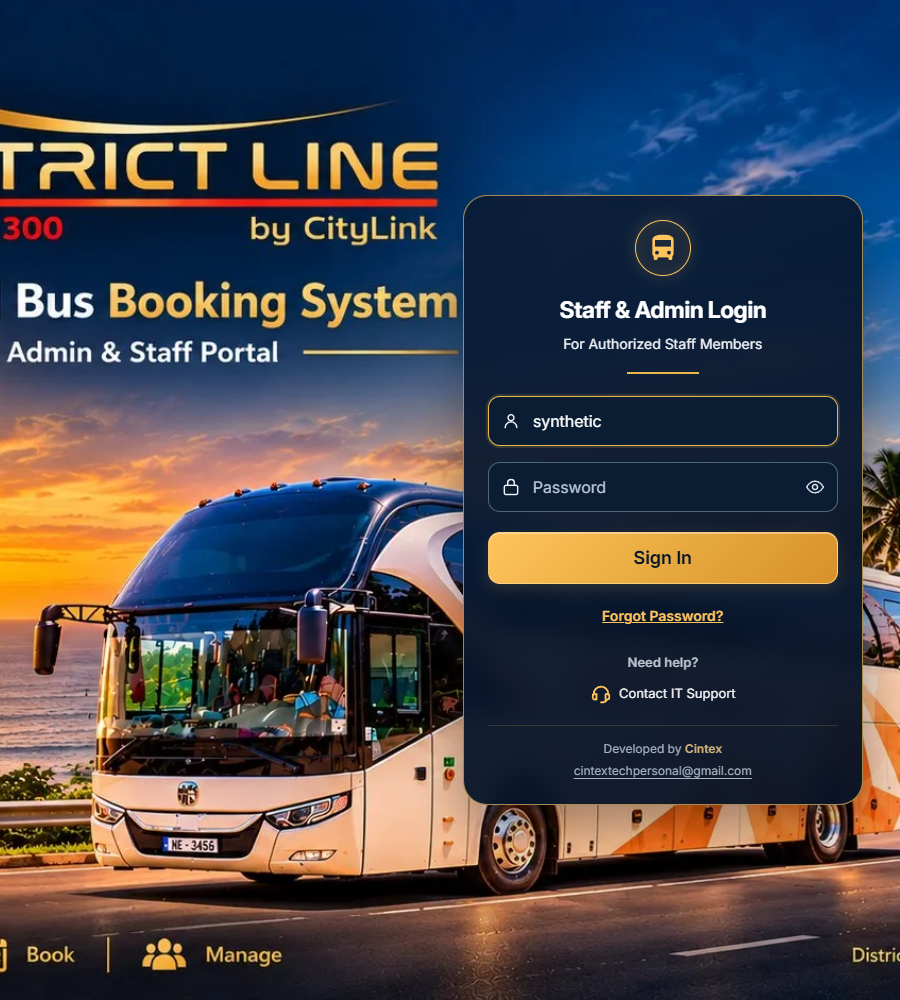 TRICT LINE
300 by CityLink
Bus Booking System
Admin & Staff Portal
Staff & Admin Login
For Authorized Staff Members
synthetic
Password
Sign In
Forgot Password?
Need help?
Contact IT Support
Developed by Cintex
cintextechpersonal@gmail.com
NE - 3456
Book Manage
Distric